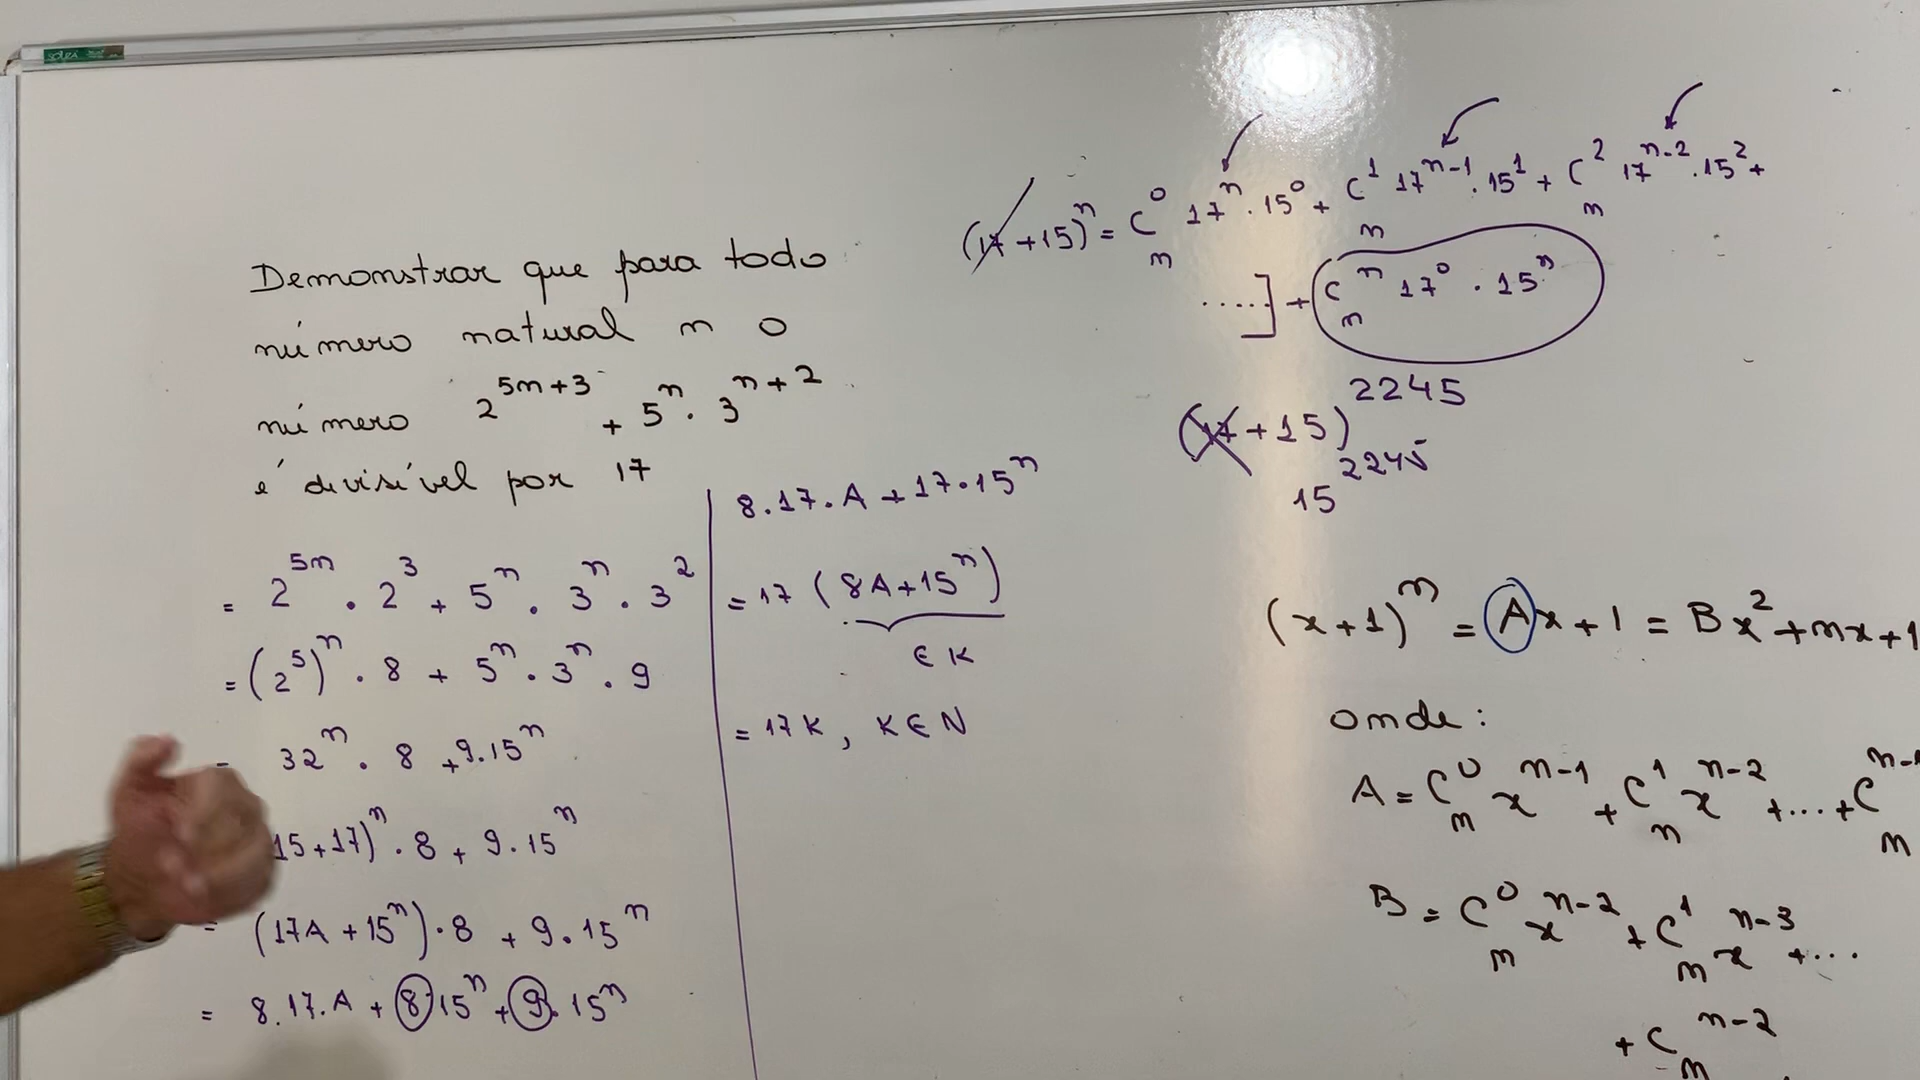 Demonstrar que para todo
número natural n o
número 2^{5n+3} + 5^n . 3^{n+2}
é divisível por 17
= 2^{5n} . 2^3 + 5^n . 3^n . 3^2
= (2^5)^n . 8 + 5^n . 3^n . 9
= 32^n . 8 + 9.15^n
15+17)^n . 8 + 9.15^n
= (17A + 15^n).8 + 9.15^n
= 8.17.A + 8.15^n + 9.15^n
8.17.A + 17.15^n
= 17 (8A+15^n)
∈ K
= 17K, K ∈ N
(17+15)^n = C_n^0 17^n . 15^0 + C_n^1 17^{n-1} . 15^1 + C_n^2 17^{n-2} . 15^2 +
.....] + C_n^n 17^0 . 15^n
(17+15)^{2245}
15^{2245}
(x+1)^n = Ax+1 = Bx^2+nx+1
onde:
A = C_n^0 x^{n-1} + C_n^1 x^{n-2} + ... + C_n
B = C_n^0 x^{n-2} + C_n^1 x^{n-3} + ...
+ C_n^{n-2}